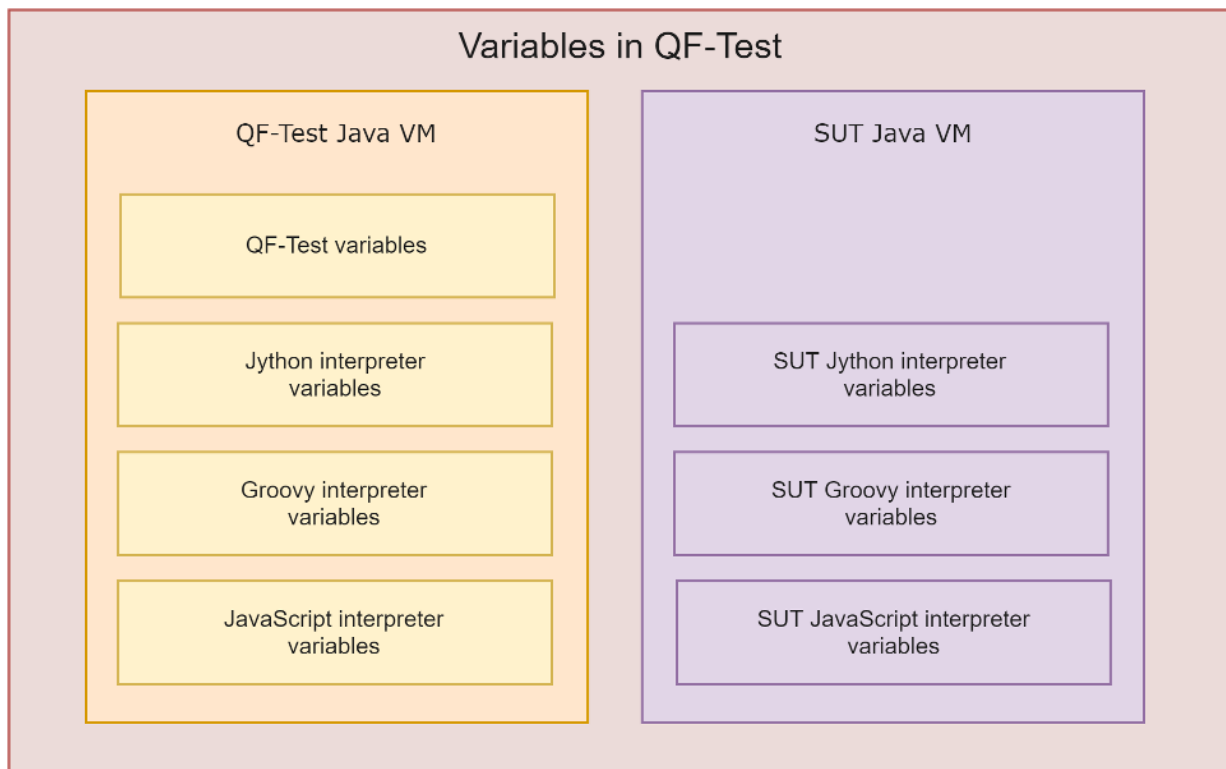 Variables in QF-Test
QF-Test Java VM
QF-Test variables
Jython interpreter
variables
Groovy interpreter
variables
JavaScript interpreter
variables
SUT Java VM
SUT Jython interpreter
variables
SUT Groovy interpreter
variables
SUT JavaScript interpreter
variables